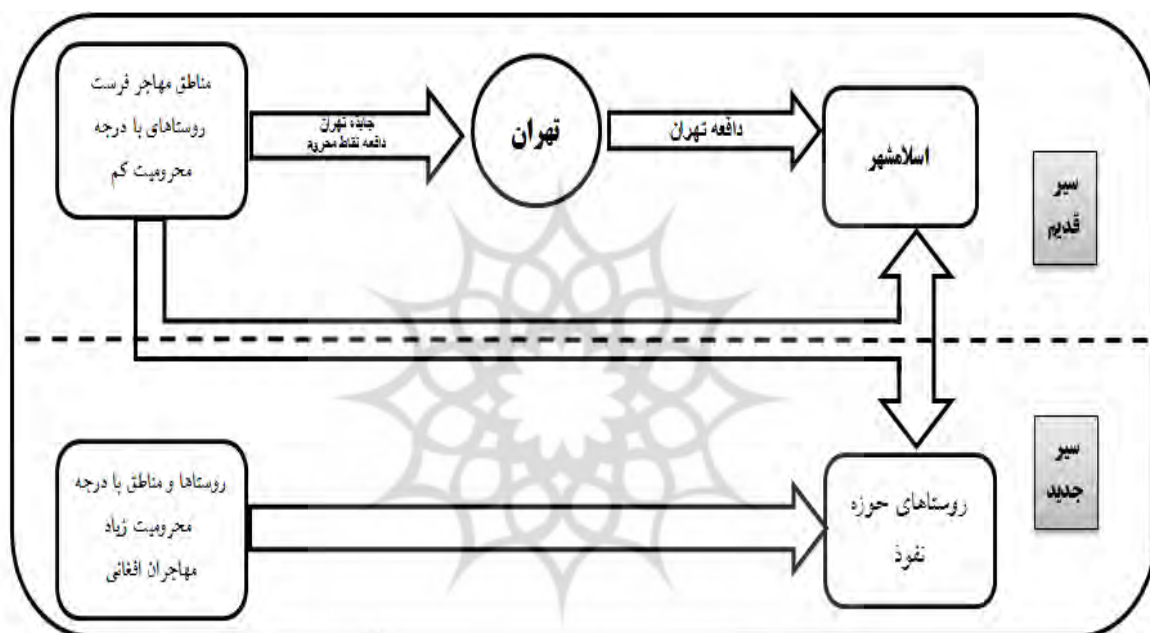 مناطق مهاجر فرست
روستاهای با درجه
محرومیت کم
جاذبه تهران
دافعه نقاط محروم
تهران
دافعه تهران
اسلامشهر
سیر
قدیم
روستاها و مناطق با درجه
محرومیت زیاد
مهاجران افغانی
روستاهای حوزه
نفوذ
سیر
جدید